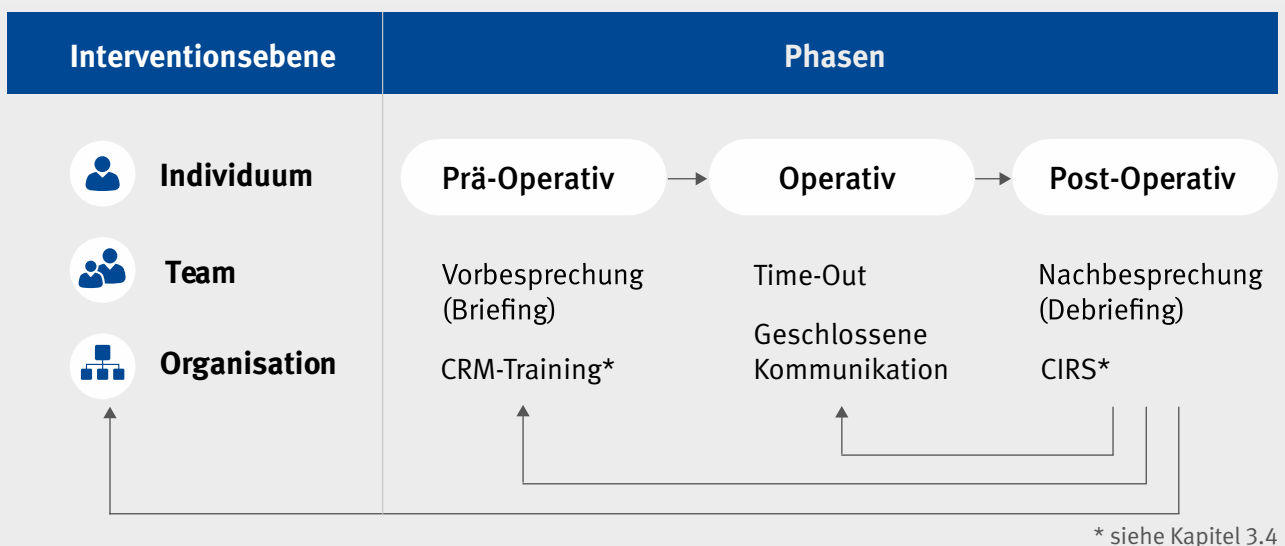 Interventionsebene
Phasen
Individuum
Prä-Operativ
Operativ
Post-Operativ
Team
Vorbesprechung
(Briefing)
Time-Out
Nachbesprechung
(Debriefing)
Organisation
CRM-Training*
Geschlossene
Kommunikation
CIRS*
* siehe Kapitel 3.4